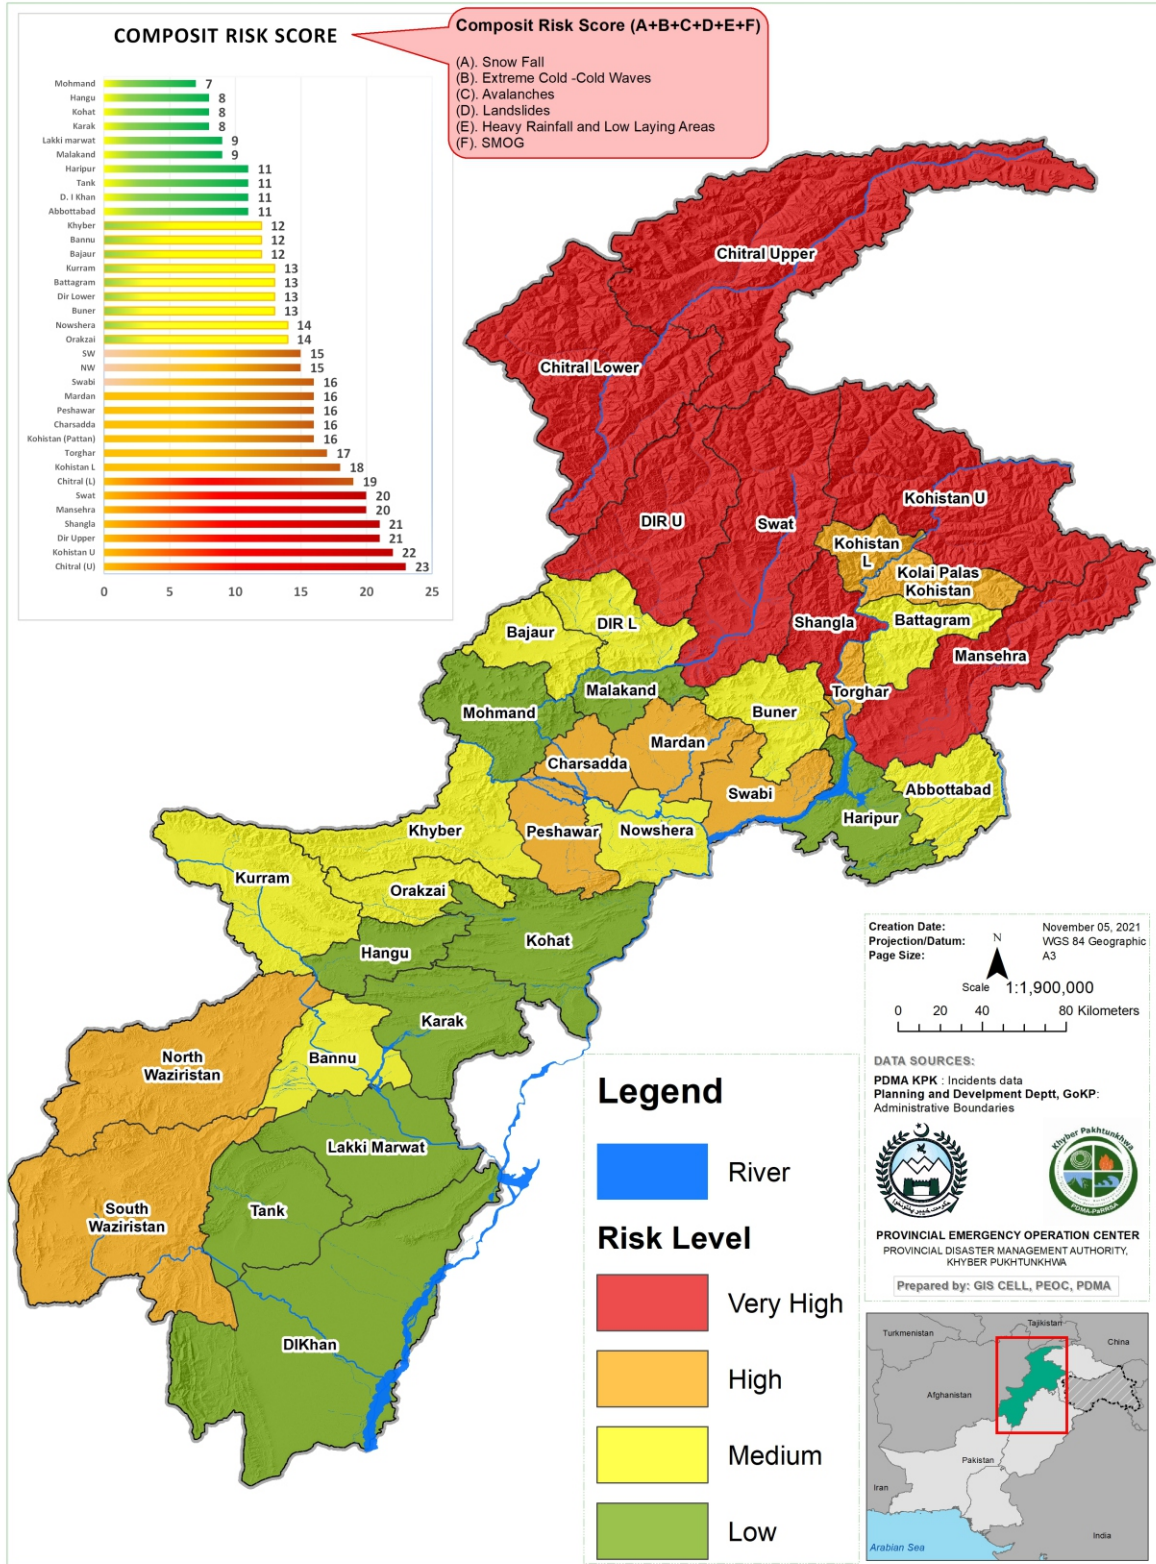 COMPOSIT RISK SCORE
Composit Risk Score (A+B+C+D+E+F)
(A). Snow Fall
(B). Extreme Cold -Cold Waves
(C). Avalanches
(D). Landslides
(E). Heavy Rainfall and Low Laying Areas
(F). SMOG
Mohmand 7
Hangu 8
Kohat 8
Karak 8
Lakki marwat 9
Malakand 9
Haripur 11
Tank 11
D. I Khan 11
Abbottabad 11
Khyber 12
Bannu 12
Bajaur 12
Kurram 13
Battagram 13
Dir Lower 13
Buner 13
Nowshera 14
Orakzai 14
SW 15
NW 15
Swabi 16
Mardan 16
Peshawar 16
Charsadda 16
Kohistan (Pattan) 16
Torghar 17
Kohistan L 18
Chitral (L) 19
Swat 20
Mansehra 20
Shangla 21
Dir Upper 21
Kohistan U 22
Chitral (U) 23
0 5 10 15 20 25
Chitral Upper
Chitral Lower
Kohistan U
DIR U
Swat
Kohistan
L
Kolai Palas
Kohistan
Shangla
Battagram
DIR L
Bajaur
Mansehra
Malakand
Torghar
Mohmand
Buner
Mardan
Charsadda
Swabi
Abbottabad
Haripur
Khyber
Peshawar
Nowshera
Kurram
Orakzai
Kohat
Hangu
Karak
North
Waziristan
Bannu
Lakki Marwat
South
Waziristan
Tank
DIKhan
Creation Date: November 05, 2021
Projection/Datum: WGS 84 Geographic
Page Size: A3
N
Scale 1:1,900,000
0 20 40 80 Kilometers
DATA SOURCES:
PDMA KPK : Incidents data
Planning and Develpment Deptt, GoKP:
Administrative Boundaries
Khyber Pakhtunkhwa
PDMA-PaRRSA
PROVINCIAL EMERGENCY OPERATION CENTER
PROVINCIAL DISASTER MANAGEMENT AUTHORITY,
KHYBER PUKHTUNKHWA
Prepared by: GIS CELL, PEOC, PDMA
Legend
River
Risk Level
Very High
High
Medium
Low
Turkmenistan
Tajikistan
China
Afghanistan
Pakistan
Iran
India
Arabian Sea